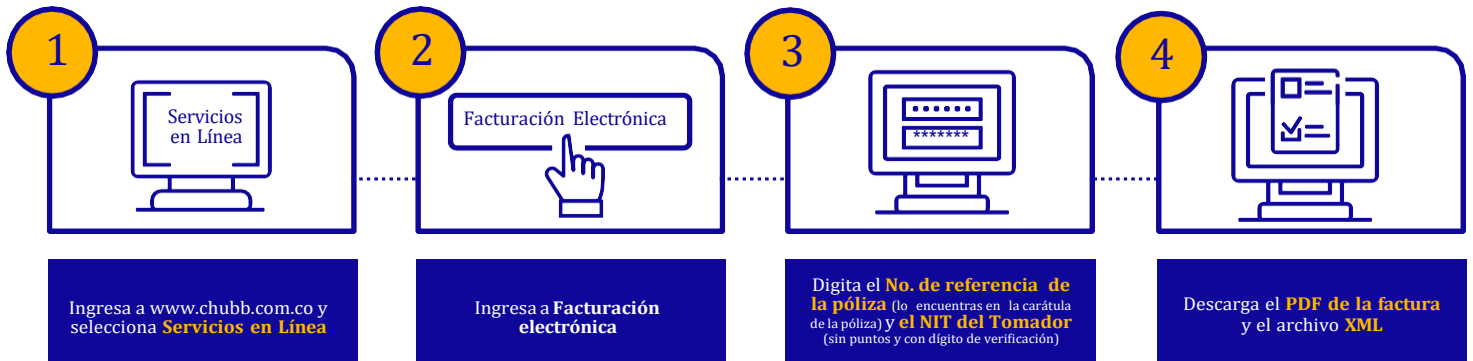 1
Servicios
en Línea
Ingresa a www.chubb.com.co y
selecciona Servicios en Línea
2
Facturación Electrónica
Ingresa a Facturación
electrónica
3
*******
Digita el No. de referencia de
la póliza (lo encuentras en la carátula
de la póliza) y el NIT del Tomador
(sin puntos y con dígito de verificación)
4
Descarga el PDF de la factura
y el archivo XML